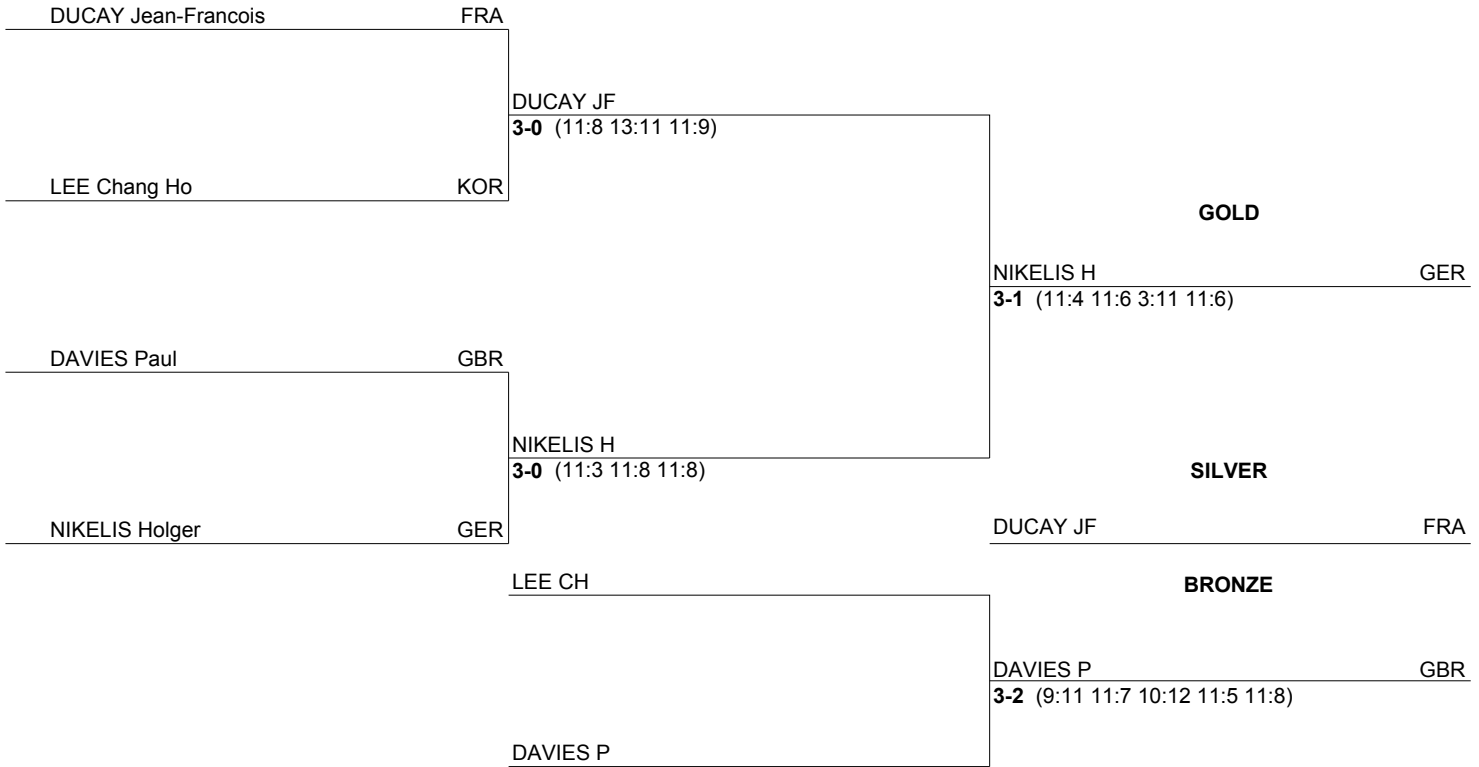 DUCAY Jean-Francois FRA
DUCAY JF
3-0 (11:8 13:11 11:9)
LEE Chang Ho KOR
GOLD
NIKELIS H GER
3-1 (11:4 11:6 3:11 11:6)
DAVIES Paul GBR
NIKELIS H
3-0 (11:3 11:8 11:8)
SILVER
NIKELIS Holger GER
DUCAY JF FRA
LEE CH
BRONZE
DAVIES P GBR
3-2 (9:11 11:7 10:12 11:5 11:8)
DAVIES P